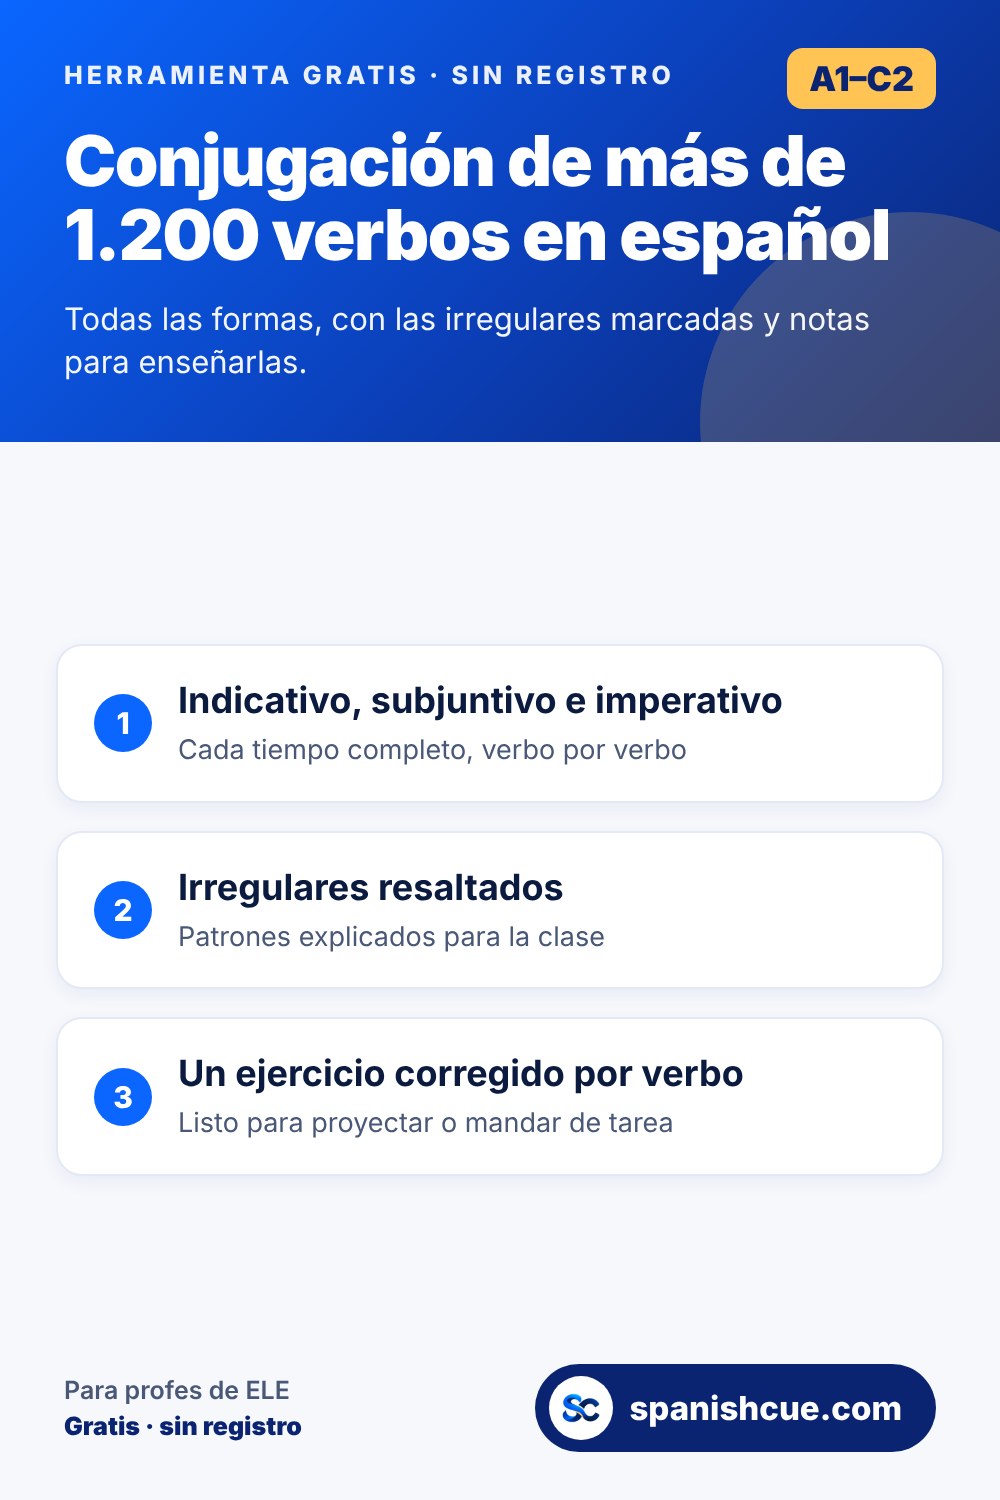 HERRAMIENTA GRATIS · SIN REGISTRO
A1–C2
Conjugación de más de
1.200 verbos en español
Todas las formas, con las irregulares marcadas y notas
para enseñarlas.
1
Indicativo, subjuntivo e imperativo
Cada tiempo completo, verbo por verbo
2
Irregulares resaltados
Patrones explicados para la clase
3
Un ejercicio corregido por verbo
Listo para proyectar o mandar de tarea
Para profes de ELE
Gratis · sin registro
SC
spanishcue.com